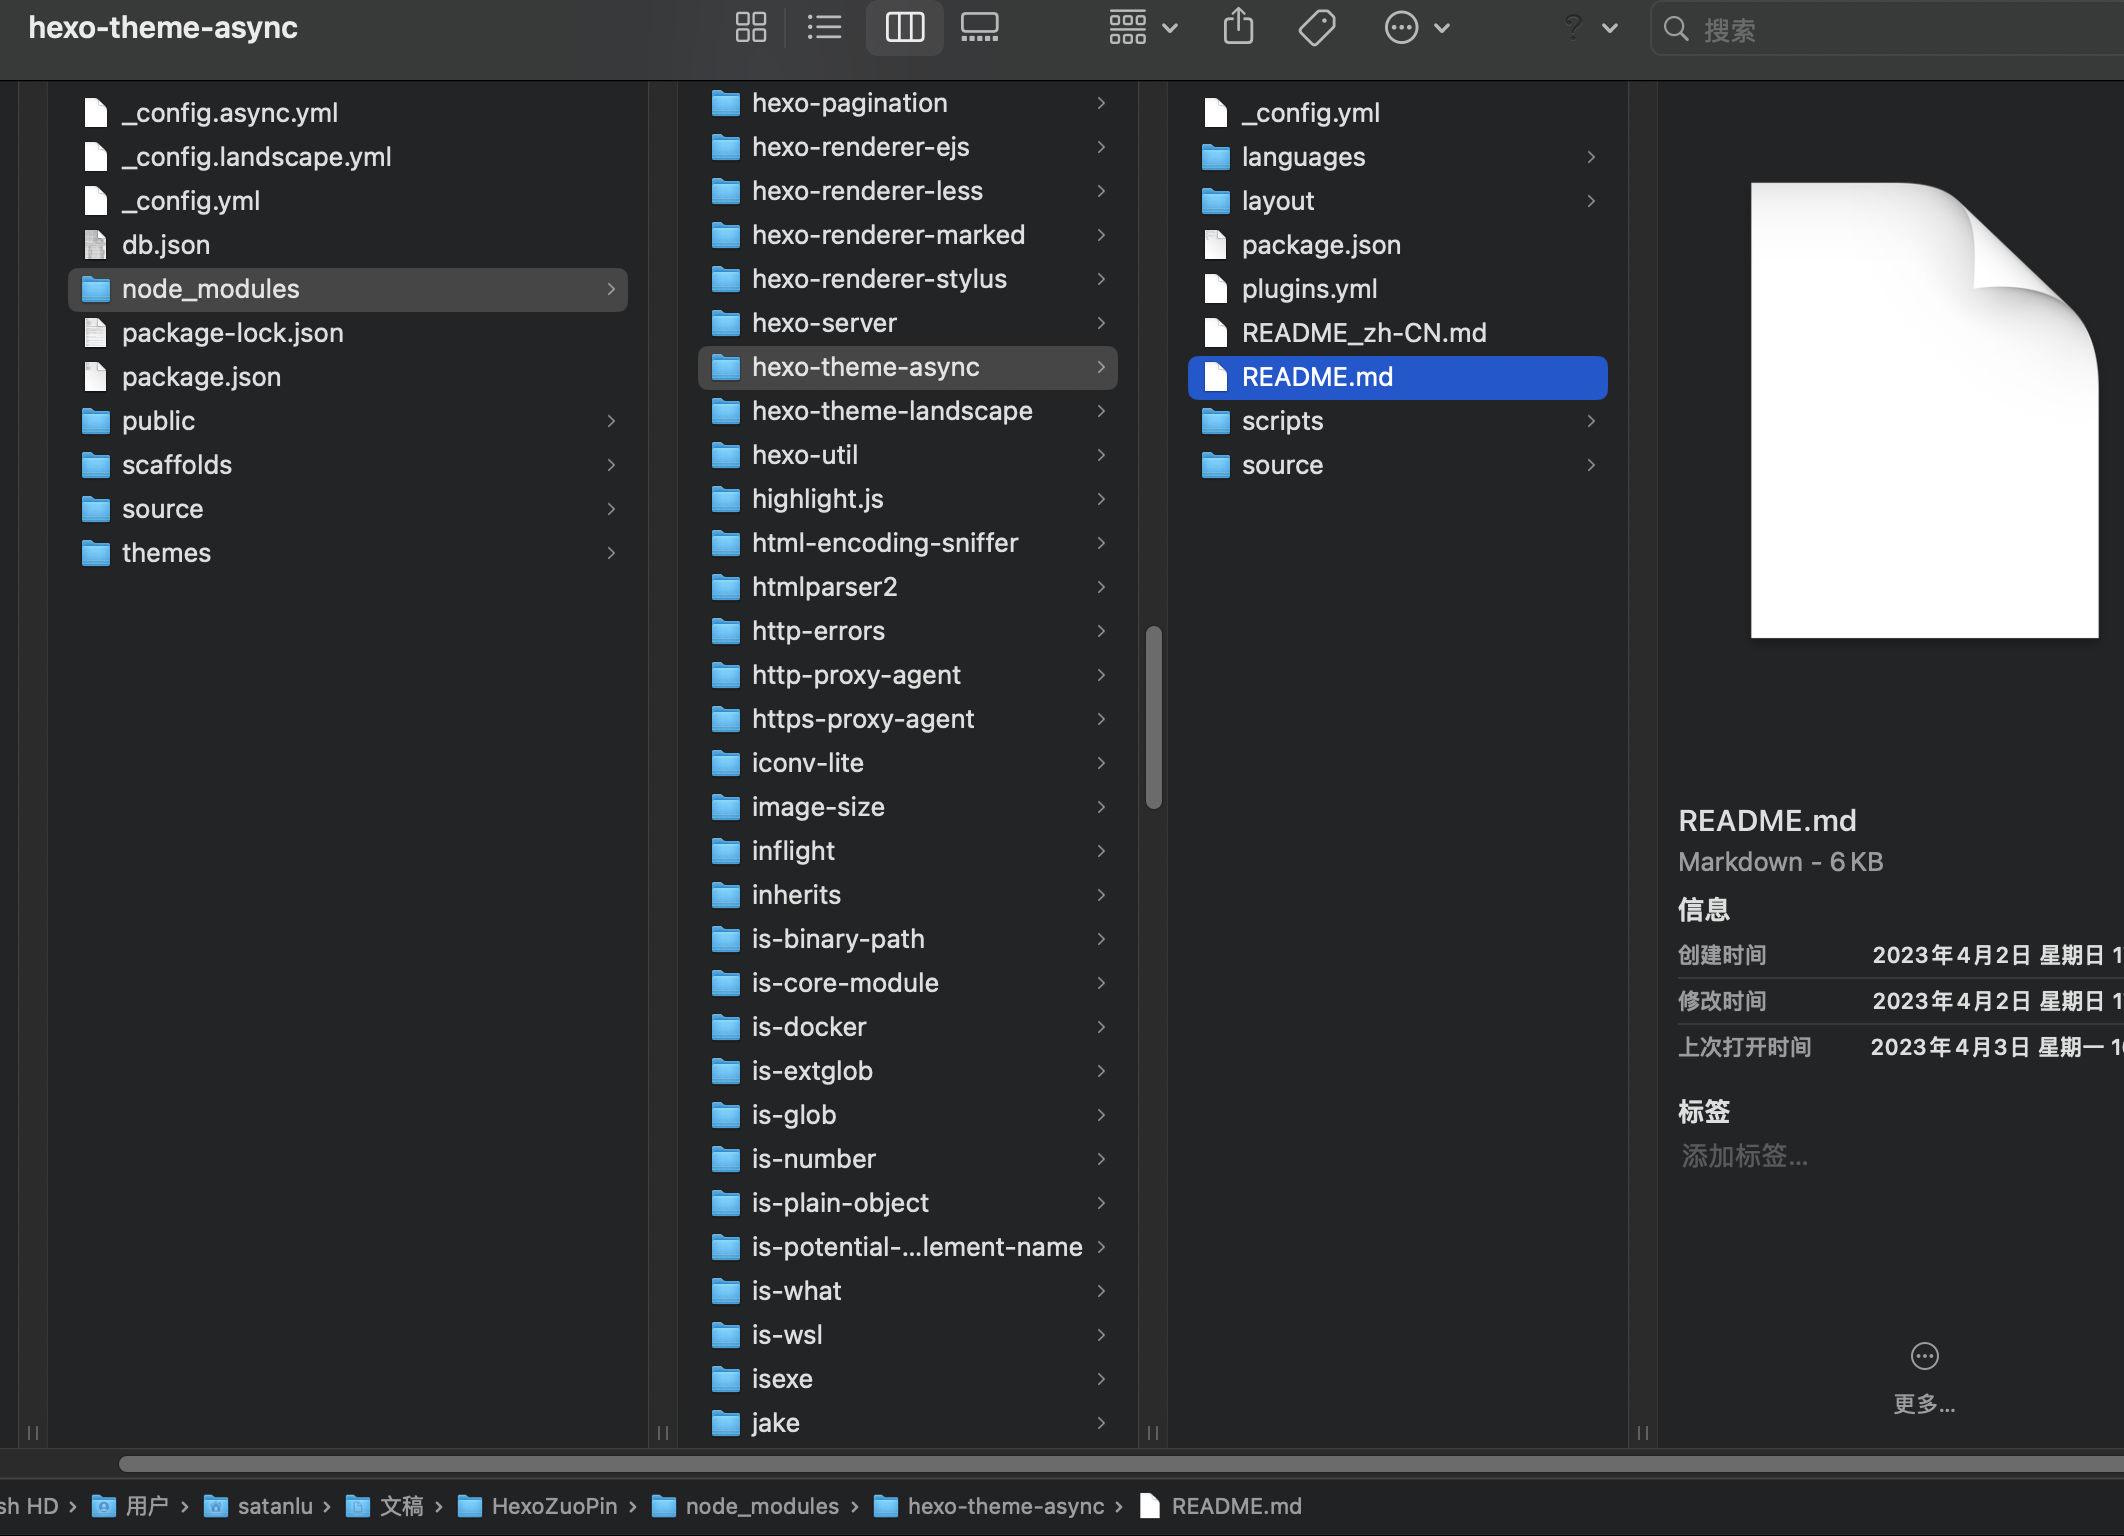 hexo-theme-async
搜索
_config.async.yml
_config.landscape.yml
_config.yml
db.json
node_modules
package-lock.json
package.json
public
scaffolds
source
themes
hexo-pagination
hexo-renderer-ejs
hexo-renderer-less
hexo-renderer-marked
hexo-renderer-stylus
hexo-server
hexo-theme-async
hexo-theme-landscape
hexo-util
highlight.js
html-encoding-sniffer
htmlparser2
http-errors
http-proxy-agent
https-proxy-agent
iconv-lite
image-size
inflight
inherits
is-binary-path
is-core-module
is-docker
is-extglob
is-glob
is-number
is-plain-object
is-potential-...lement-name
is-what
is-wsl
isexe
jake
_config.yml
languages
layout
package.json
plugins.yml
README_zh-CN.md
README.md
scripts
source
README.md
Markdown - 6 KB
信息
创建时间 2023年4月2日 星期日
修改时间 2023年4月2日 星期日
上次打开时间 2023年4月3日 星期一
标签
添加标签...
更多...
sh HD › 用户 › satanlu › 文稿 › HexoZuoPin › node_modules › hexo-theme-async › README.md